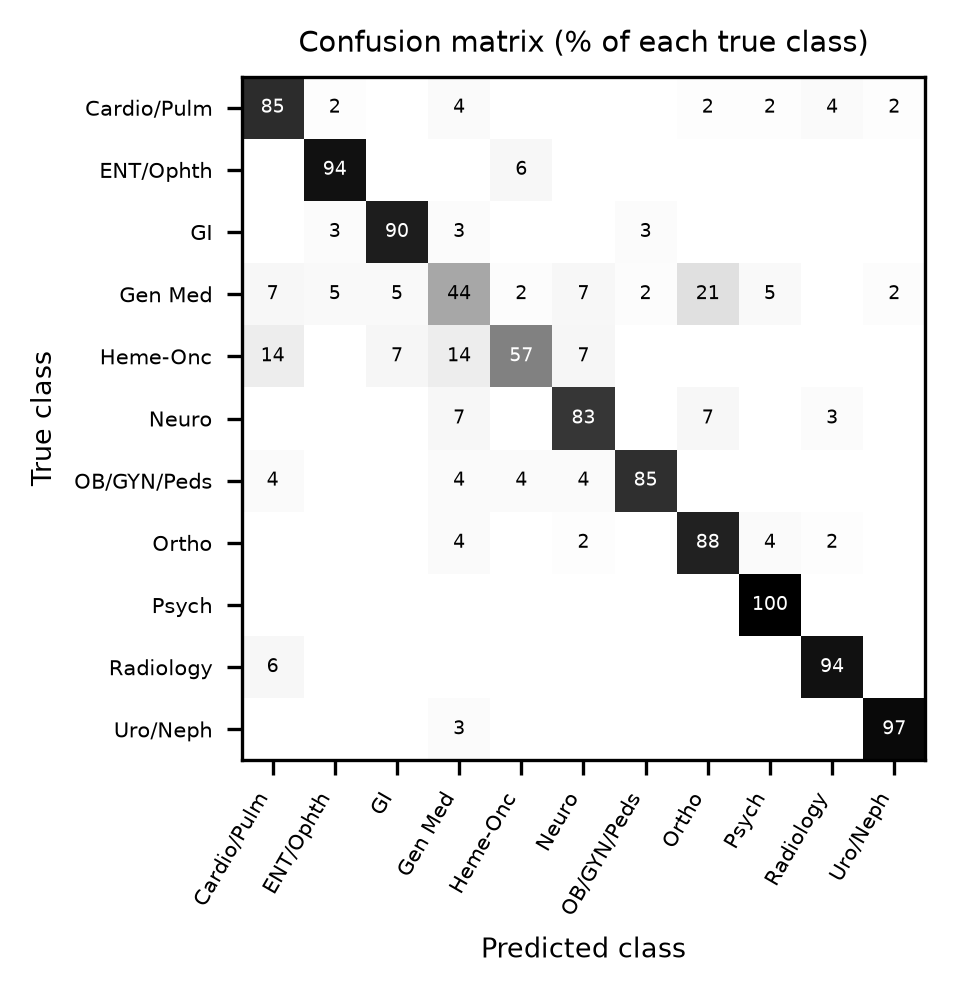 Confusion matrix (% of each true class)
Cardio/Pulm 85 2 4 2 2 4 2
ENT/Ophth 94 6
GI 3 90 3 3
Gen Med 7 5 5 44 2 7 2 21 5 2
Heme-Onc 14 7 14 57 7
Neuro 7 83 7 3
OB/GYN/Peds 4 4 4 4 85
Ortho 4 2 88 4 2
Psych 100
Radiology 6 94
Uro/Neph 3 97
True class
Cardio/Pulm ENT/Ophth GI Gen Med Heme-Onc Neuro OB/GYN/Peds Ortho Psych Radiology Uro/Neph
Predicted class